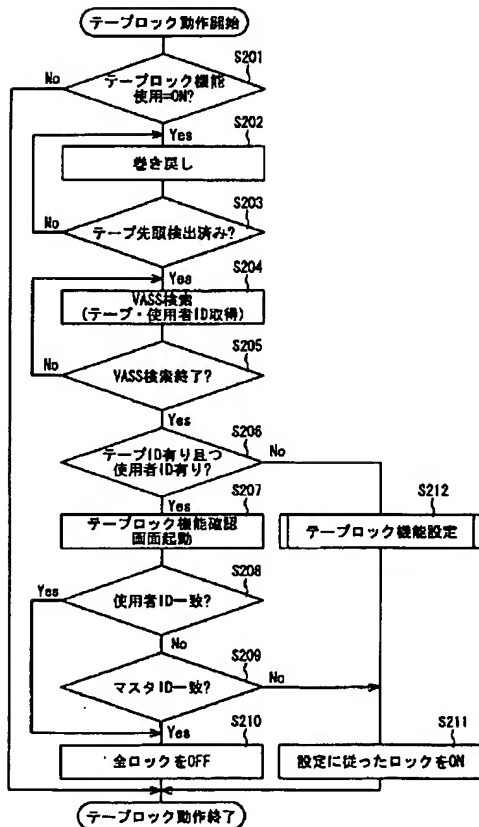 テープロック動作開始
S201
No
テープロック機能
使用=ON?
Yes
S202
巻き戻し
S203
No
テープ先頭検出済み?
Yes
S204
VASS検索
(テープ・使用者ID取得)
S205
No
VASS検索終了?
Yes
S206
テープID有り且つ
使用者ID有り?
No
Yes
S207
テープロック機能確認
画面起動
S212
テープロック機能設定
S208
Yes
使用者ID一致?
No
S209
マスタID一致?
No
Yes
S210
全ロックをOFF
S211
設定に従ったロックをON
テープロック動作終了